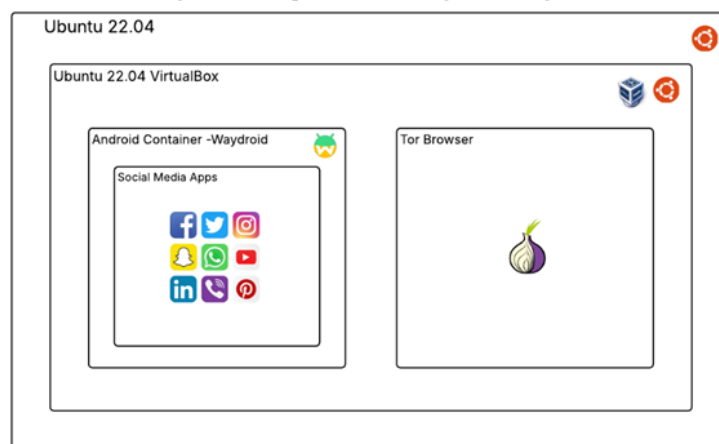 Ubuntu 22.04
Ubuntu 22.04 VirtualBox
Android Container -Waydroid
Tor Browser
Social Media Apps